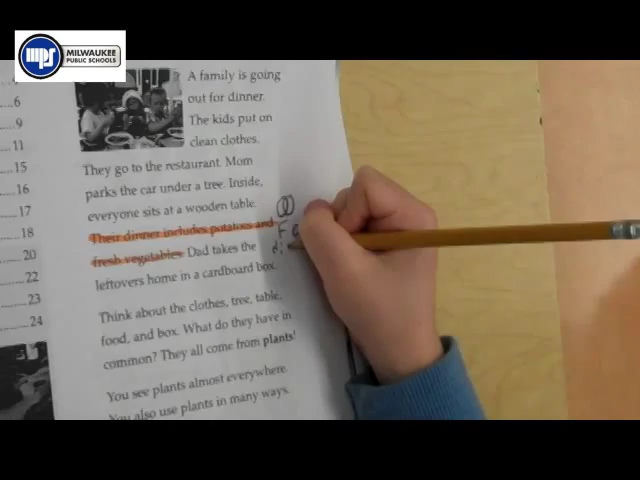 mps MILWAUKEE
PUBLIC SCHOOLS
6
9
11
15
16
17
18
20
22
23
24
A family is going
out for dinner.
The kids put on
clean clothes.
They go to the restaurant. Mom
parks the car under a tree. Inside,
everyone sits at a wooden table.
Their dinner includes potatoes and
fresh vegetables. Dad takes the
leftovers home in a cardboard box.
Think about the clothes, tree, table,
food, and box. What do they have in
common? They all come from plants!
You see plants almost everywhere.
You also use plants in many ways.